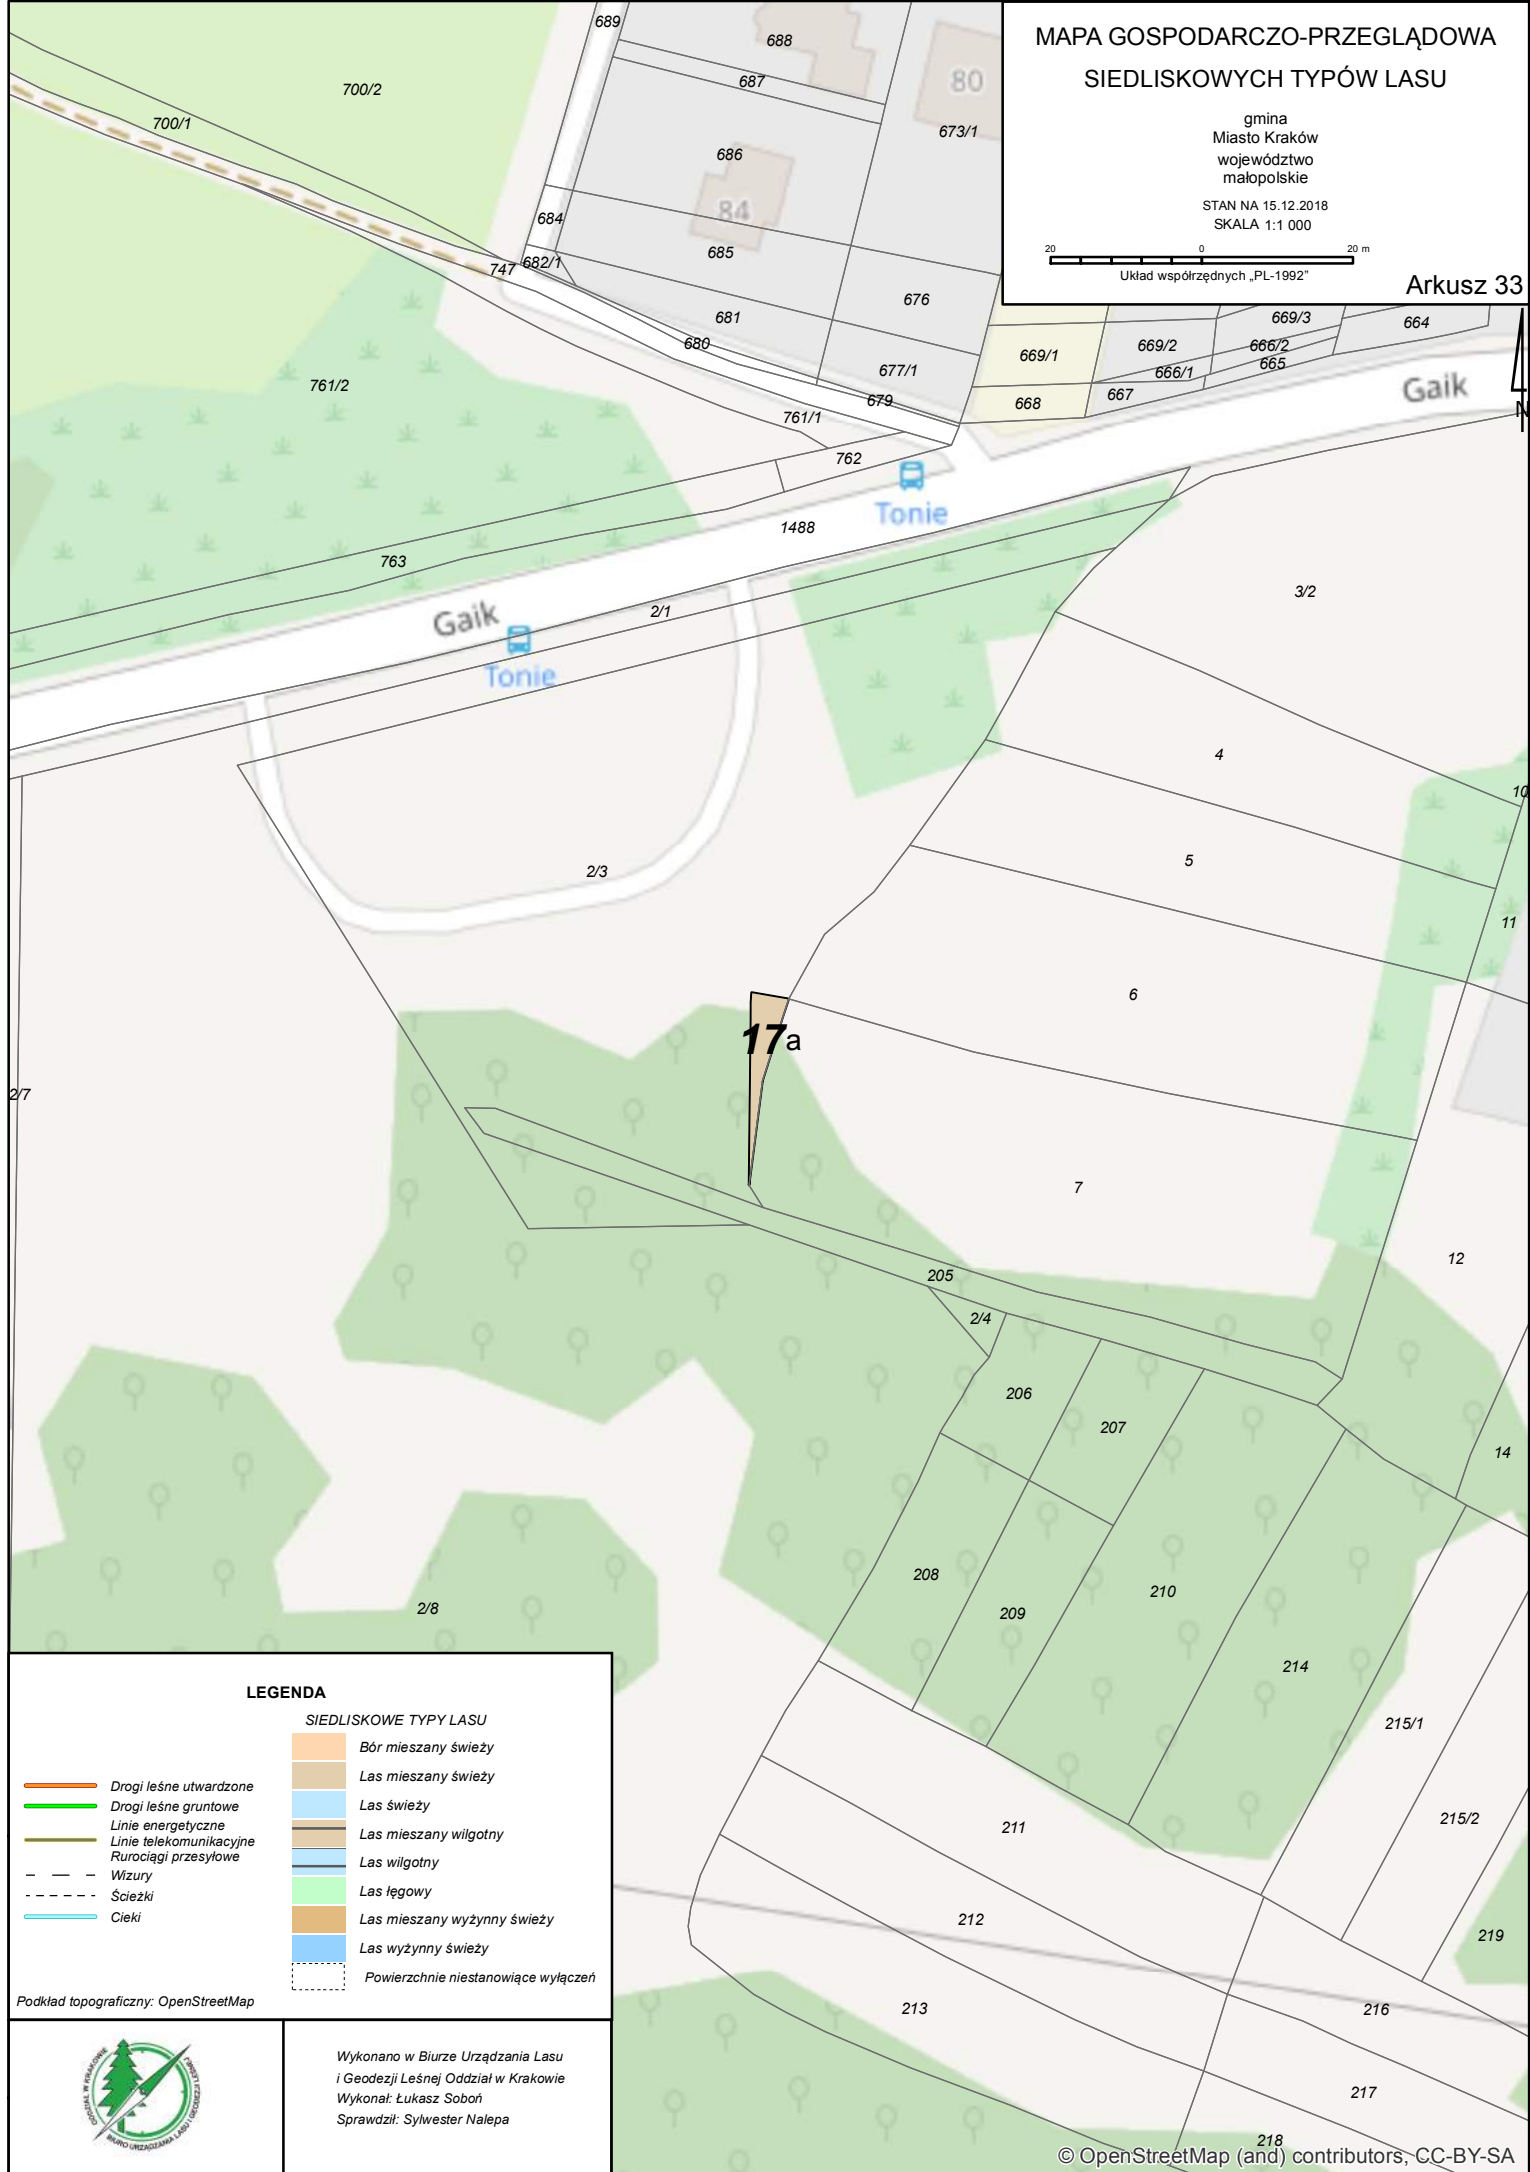 MAPA GOSPODARCZO-PRZEGLĄDOWA
SIEDLISKOWYCH TYPÓW LASU
gmina
Miasto Kraków
województwo
małopolskie
STAN NA 15.12.2018
SKALA 1:1 000
20 0 20 m
Układ współrzędnych „PL-1992”
Arkusz 33
N
689
688
687
80
700/2
700/1
673/1
686
84
684
685
682/1
747
676
681
680
669/3
664
669/2
666/2
669/1
665
666/1
677/1
667
668
679
761/2
761/1
Gaik
762
Tonie
1488
763
3/2
2/1
Gaik
Tonie
4
10
5
2/3
11
6
17a
2/7
7
12
205
2/4
206
207
14
208
210
209
2/8
214
215/1
211
215/2
212
219
213
216
217
218
LEGENDA
SIEDLISKOWE TYPY LASU
Bór mieszany świeży
Las mieszany świeży
Las świeży
Las mieszany wilgotny
Las wilgotny
Las łęgowy
Las mieszany wyżynny świeży
Las wyżynny świeży
Powierzchnie niestanowiące wyłączeń
Drogi leśne utwardzone
Drogi leśne gruntowe
Linie energetyczne
Linie telekomunikacyjne
Rurociągi przesyłowe
Wizury
Ścieżki
Cieki
Podkład topograficzny: OpenStreetMap
ODDZIAŁ W KRAKOWIE
BIURO URZĄDZANIA LASU I GEODEZJI LEŚNEJ
Wykonano w Biurze Urządzania Lasu
i Geodezji Leśnej Oddział w Krakowie
Wykonał: Łukasz Soboń
Sprawdził: Sylwester Nalepa
© OpenStreetMap (and) contributors, CC-BY-SA